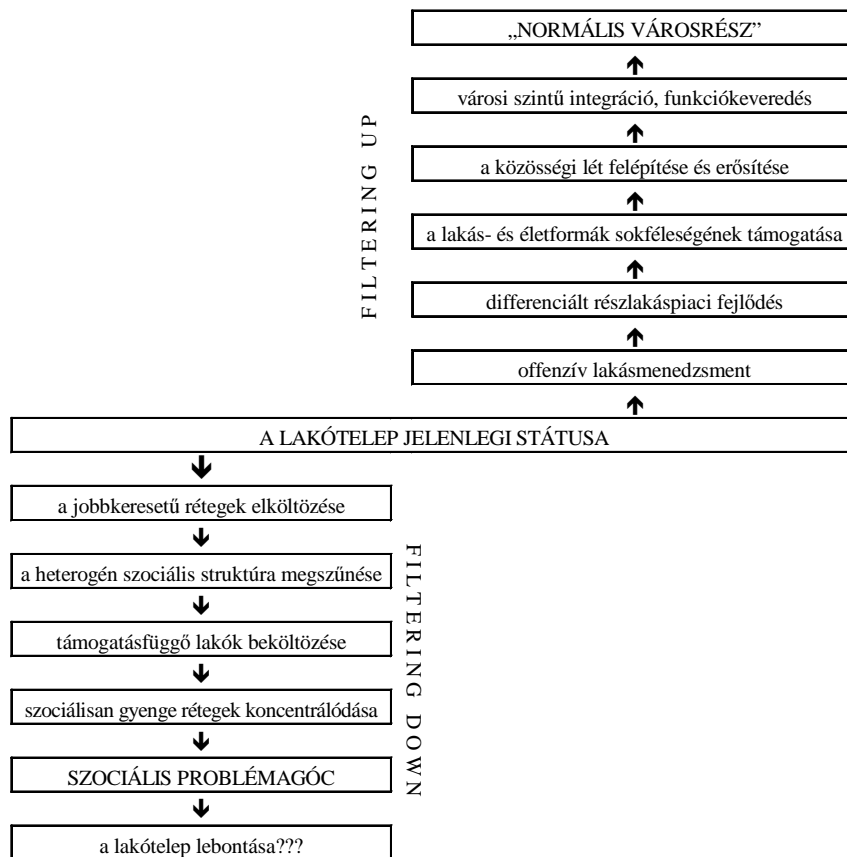 „NORMÁLIS VÁROSRÉSZ”
városi szintű integráció, funkciókeveredés
a közösségi lét felépítése és erősítése
a lakás- és életformák sokféleségének támogatása
differenciált részlakáspiaci fejlődés
offenzív lakásmenedzsment
FILTERING UP
A LAKÓTELEP JELENLEGI STÁTUSA
a jobbkeresetű rétegek elköltözése
a heterogén szociális struktúra megszűnése
támogatásfüggő lakók beköltözése
szociálisan gyenge rétegek koncentrálódása
SZOCIÁLIS PROBLÉMAGÓC
a lakótelep lebontása???
FILTERING DOWN